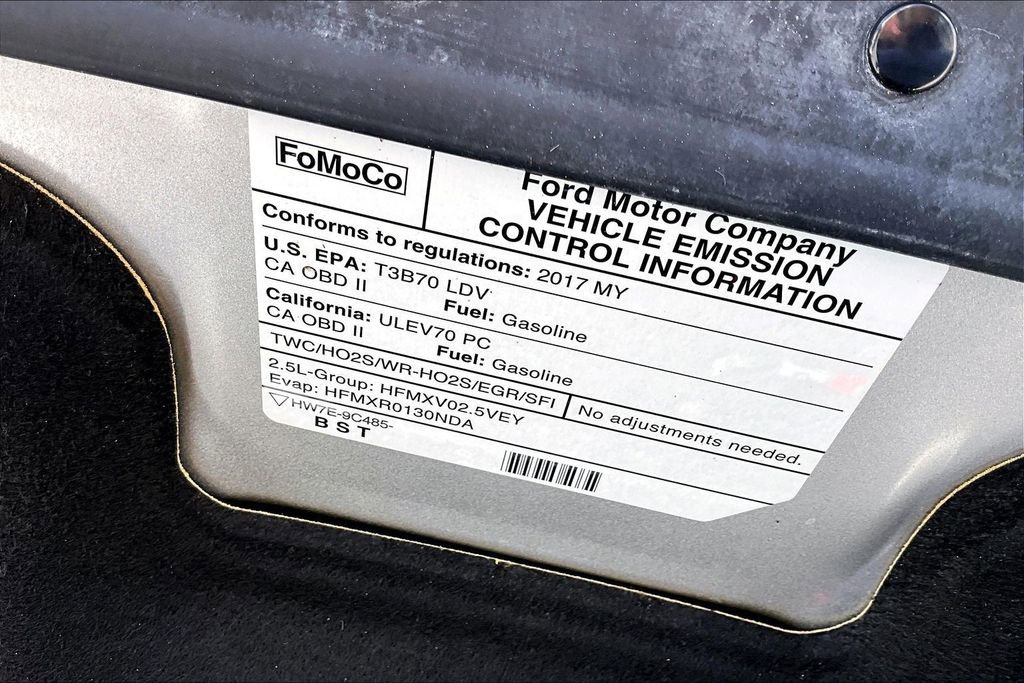 FoMoCo
Ford Motor Company
VEHICLE EMISSION
CONTROL INFORMATION
Conforms to regulations: 2017 MY
U.S. EPA: T3B70 LDV
CA OBD II Fuel: Gasoline
California: ULEV70 PC
CA OBD II Fuel: Gasoline
TWC/HO2S/WR-HO2S/EGR/SFI No adjustments needed.
2.5L-Group: HFMXV02.5VEY
Evap: HFMXR0130NDA
HW7E-9C485-
B S T